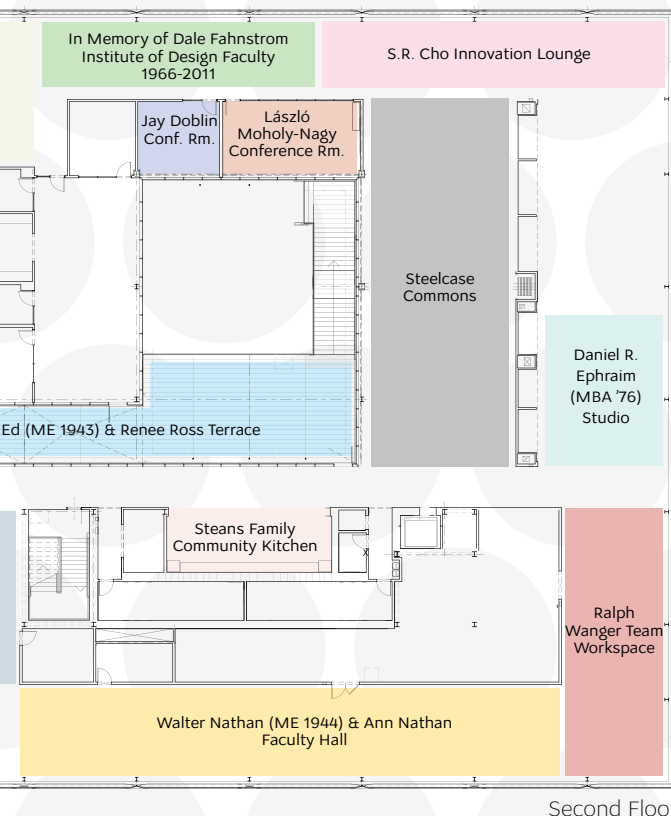 In Memory of Dale Fahnstrom
Institute of Design Faculty
1966-2011
S.R. Cho Innovation Lounge
Jay Doblin
Conf. Rm.
László
Moholy-Nagy
Conference Rm.
Steelcase
Commons
Daniel R.
Ephraim
(MBA ’76)
Studio
Ed (ME 1943) & Renee Ross Terrace
Steans Family
Community Kitchen
Ralph
Wanger Team
Workspace
Walter Nathan (ME 1944) & Ann Nathan
Faculty Hall
Second Floo